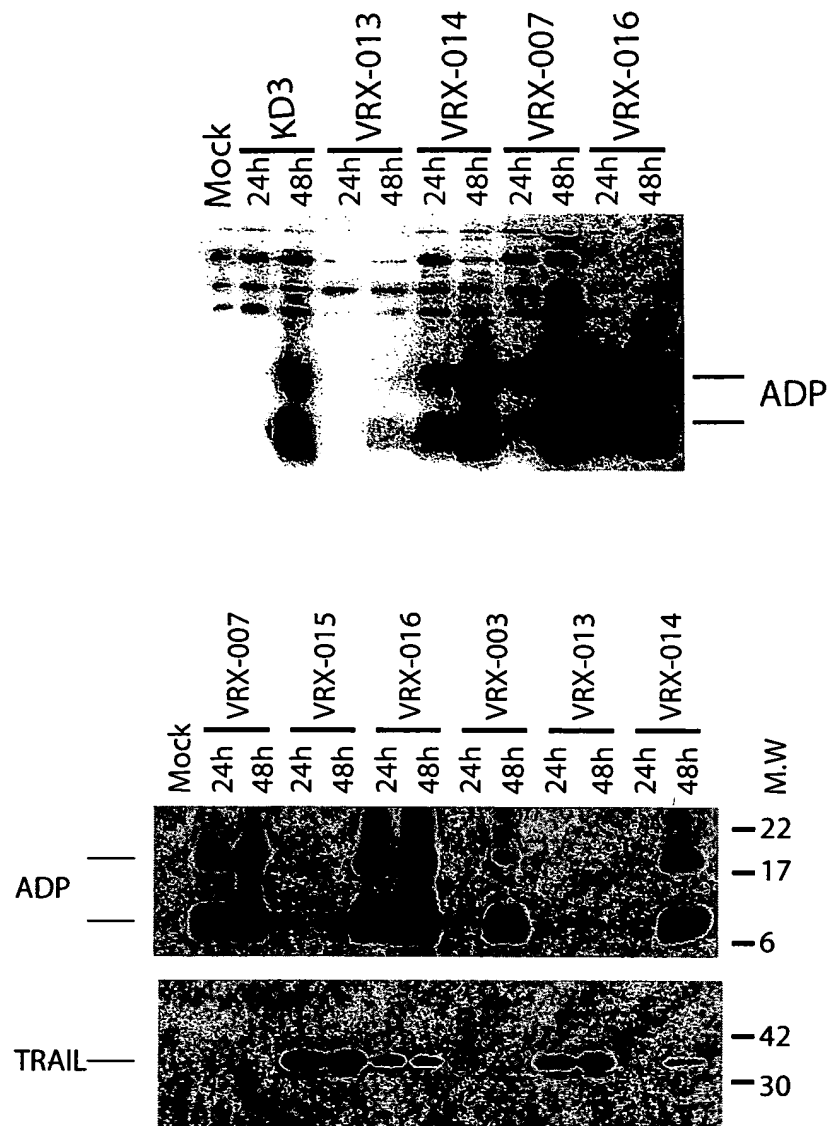 KD3 VRX-013 VRX-014 VRX-007 VRX-016
Mock 24h 48h 24h 48h 24h 48h 24h 48h 24h 48h
ADP
VRX-007 VRX-015 VRX-016 VRX-003 VRX-013 VRX-014
Mock 24h 48h 24h 48h 24h 48h 24h 48h 24h 48h 24h 48h M.W
22
17
ADP
6
42
TRAIL
30